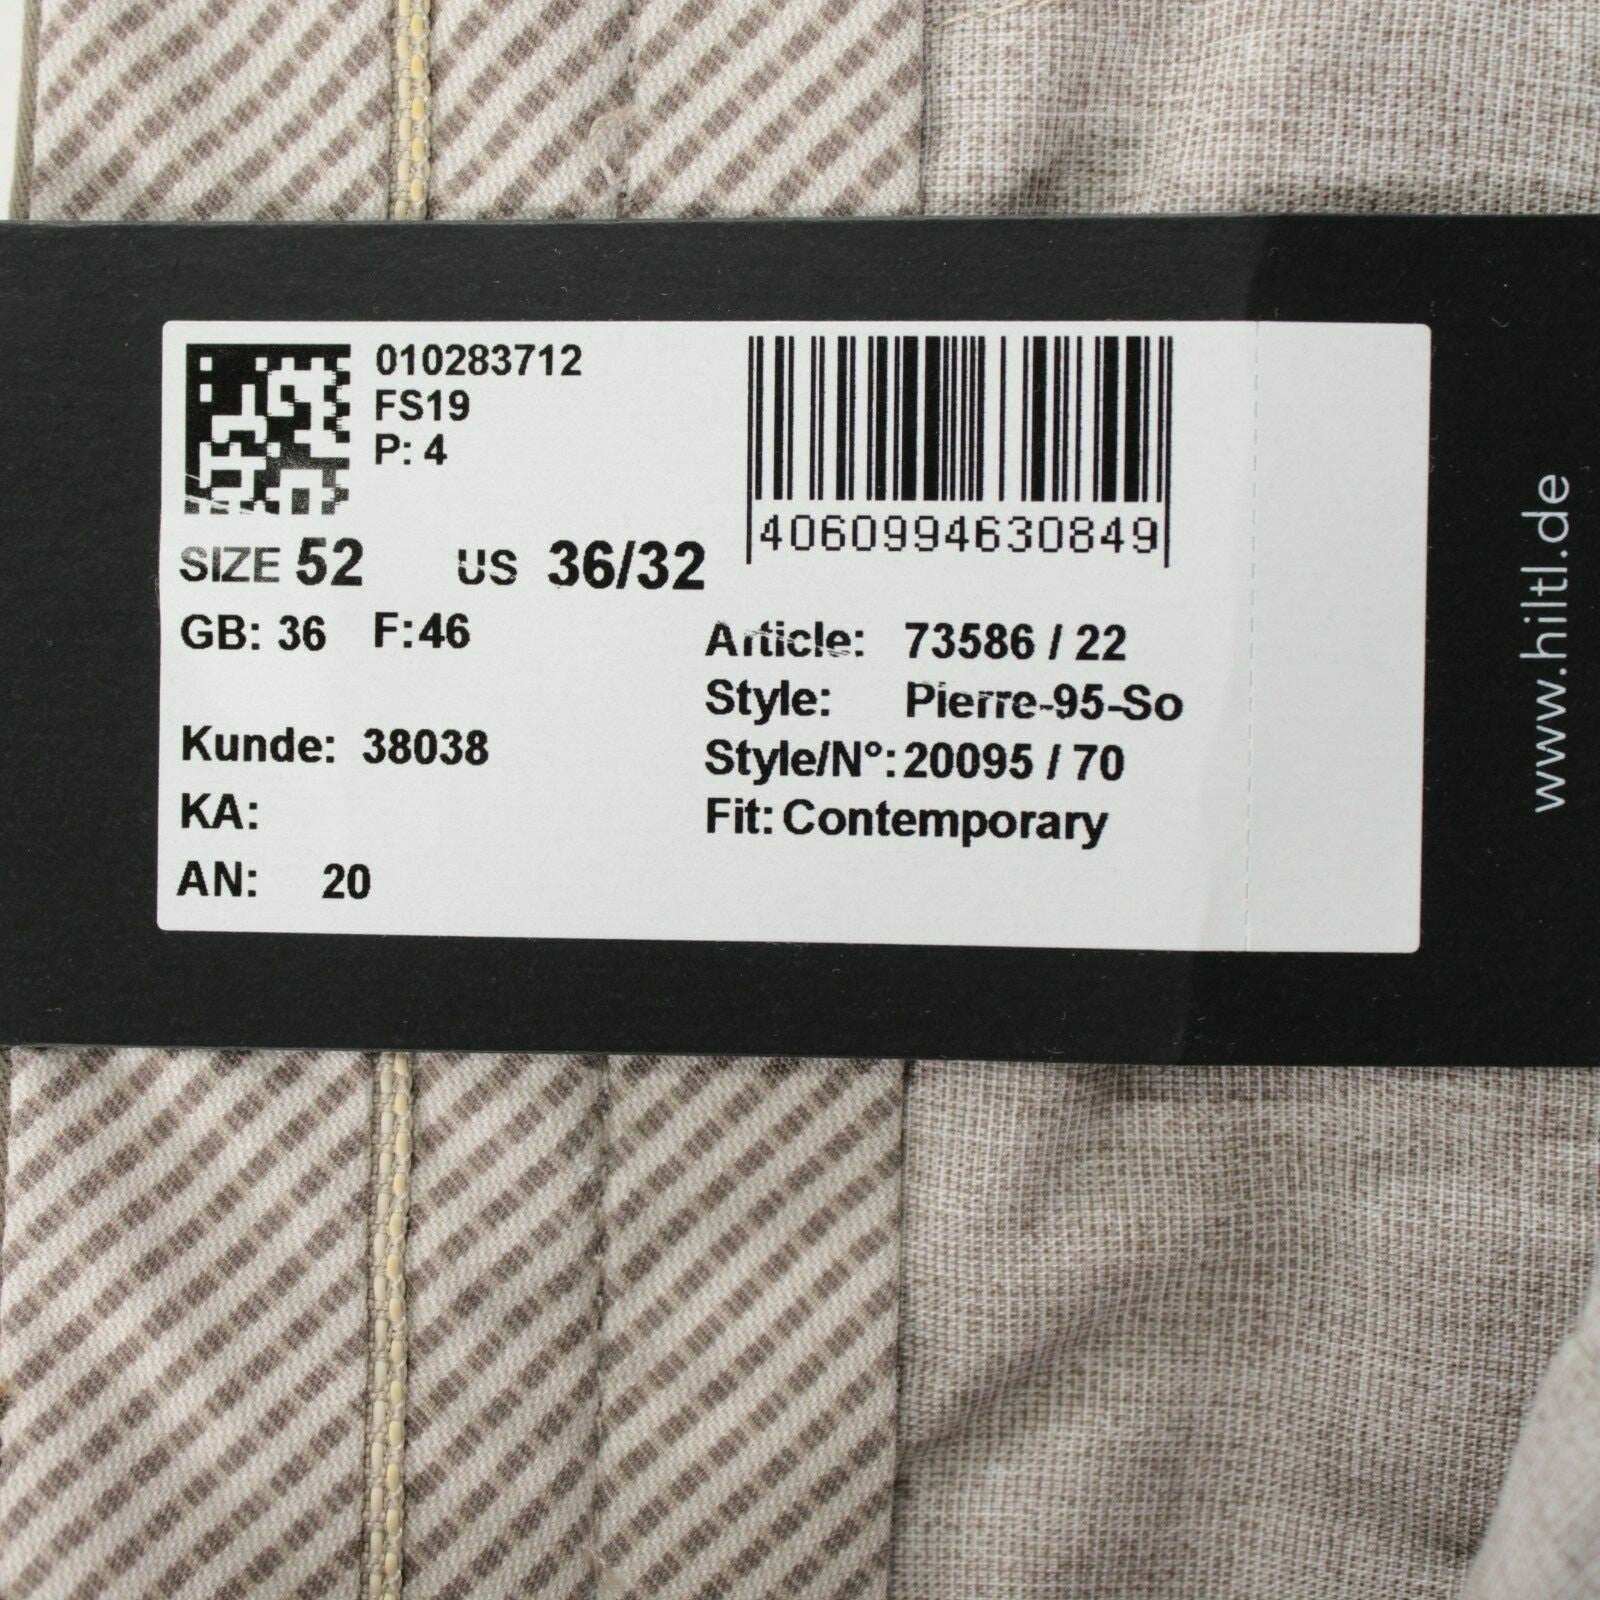 010283712
FS19
P: 4
4060994630849
SIZE 52 US 36/32
GB: 36 F:46
Article: 73586 / 22
Style: Pierre-95-So
Kunde: 38038
Style/N°: 20095 / 70
KA:
Fit: Contemporary
AN: 20
www.hiltl.de